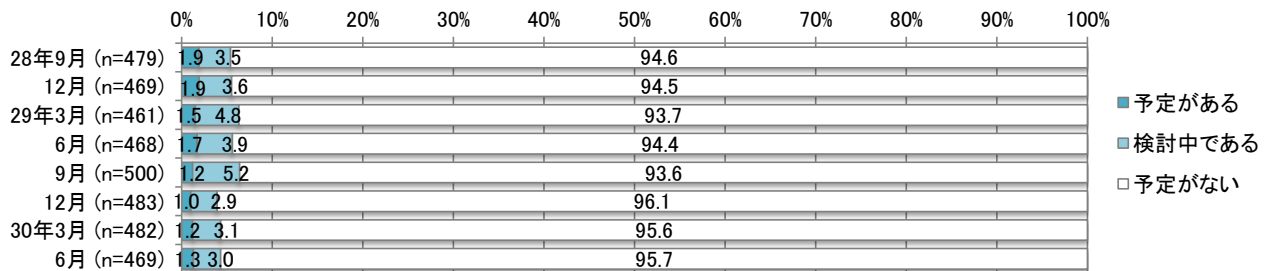 0% 10% 20% 30% 40% 50% 60% 70% 80% 90% 100%
28年9月 (n=479) 1.9 3.5 94.6
12月 (n=469) 1.9 3.6 94.5
29年3月 (n=461) 1.5 4.8 93.7
6月 (n=468) 1.7 3.9 94.4
9月 (n=500) 1.2 5.2 93.6
12月 (n=483) 1.0 2.9 96.1
30年3月 (n=482) 1.2 3.1 95.6
6月 (n=469) 1.3 3.0 95.7
予定がある
検討中である
予定がない